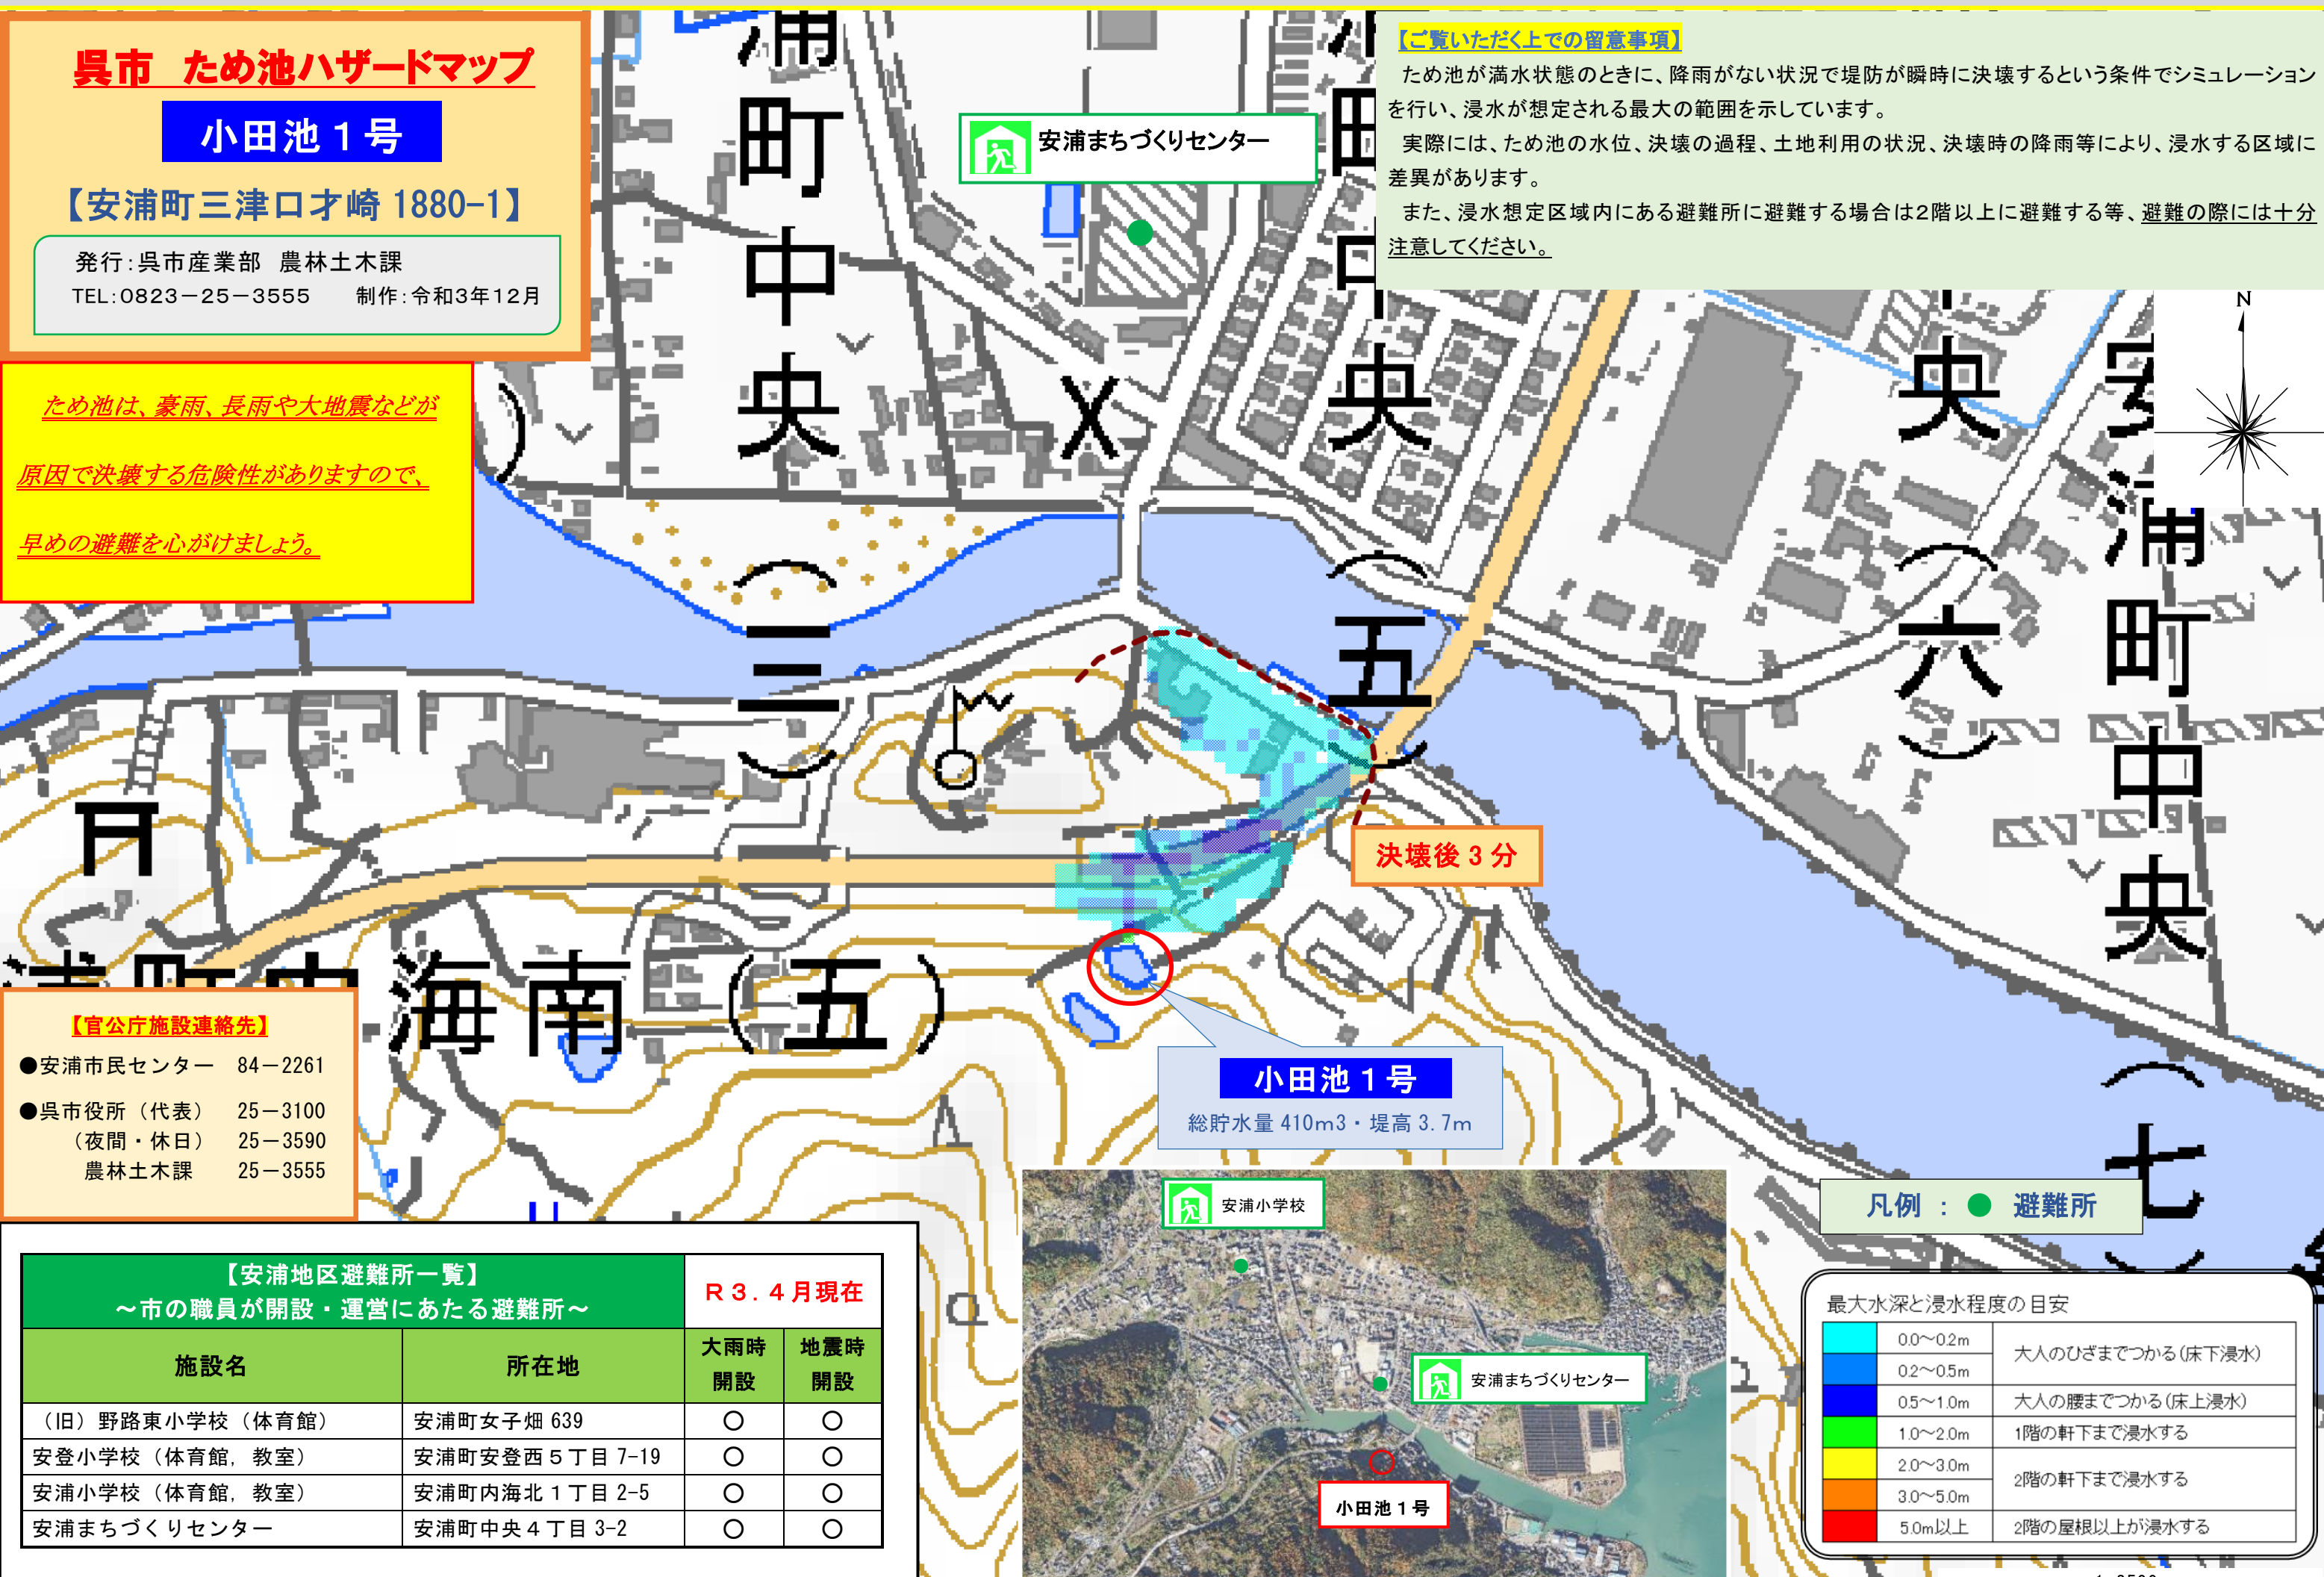 呉市 ため池ハザードマップ
小田池1号
【安浦町三津口才崎 1880-1】
発行:呉市産業部 農林土木課
TEL:0823-25-3555 制作:令和3年12月
ため池は、豪雨、長雨や大地震などが
原因で決壊する危険性がありますので、
早めの避難を心がけましょう。
【ご覧いただく上での留意事項】
ため池が満水状態のときに、降雨がない状況で堤防が瞬時に決壊するという条件でシミュレーション
を行い、浸水が想定される最大の範囲を示しています。
実際には、ため池の水位、決壊の過程、土地利用の状況、決壊時の降雨等により、浸水する区域に
差異があります。
また、浸水想定区域内にある避難所に避難する場合は2階以上に避難する等、避難の際には十分
注意してください。
N
安浦まちづくりセンター
浦町中央(三)
町中央(五)
央(六)
安浦町中央(七)
海南(五)
決壊後3分
小田池1号
総貯水量 410m3・堤高 3.7m
【官公庁施設連絡先】
●安浦市民センター 84-2261
●呉市役所(代表) 25-3100
(夜間・休日) 25-3590
農林土木課 25-3555
【安浦地区避難所一覧】
~市の職員が開設・運営にあたる避難所~
R3.4月現在
施設名 所在地 大雨時開設 地震時開設
(旧)野路東小学校(体育館) 安浦町女子畑 639 〇 〇
安登小学校(体育館,教室) 安浦町安登西5丁目 7-19 〇 〇
安浦小学校(体育館,教室) 安浦町内海北1丁目 2-5 〇 〇
安浦まちづくりセンター 安浦町中央4丁目 3-2 〇 〇
安浦小学校
安浦まちづくりセンター
小田池1号
凡例 : ● 避難所
最大水深と浸水程度の目安
0.0~0.2m 大人のひざまでつかる(床下浸水)
0.2~0.5m
0.5~1.0m 大人の腰までつかる(床上浸水)
1.0~2.0m 1階の軒下まで浸水する
2.0~3.0m 2階の軒下まで浸水する
3.0~5.0m
5.0m以上 2階の屋根以上が浸水する